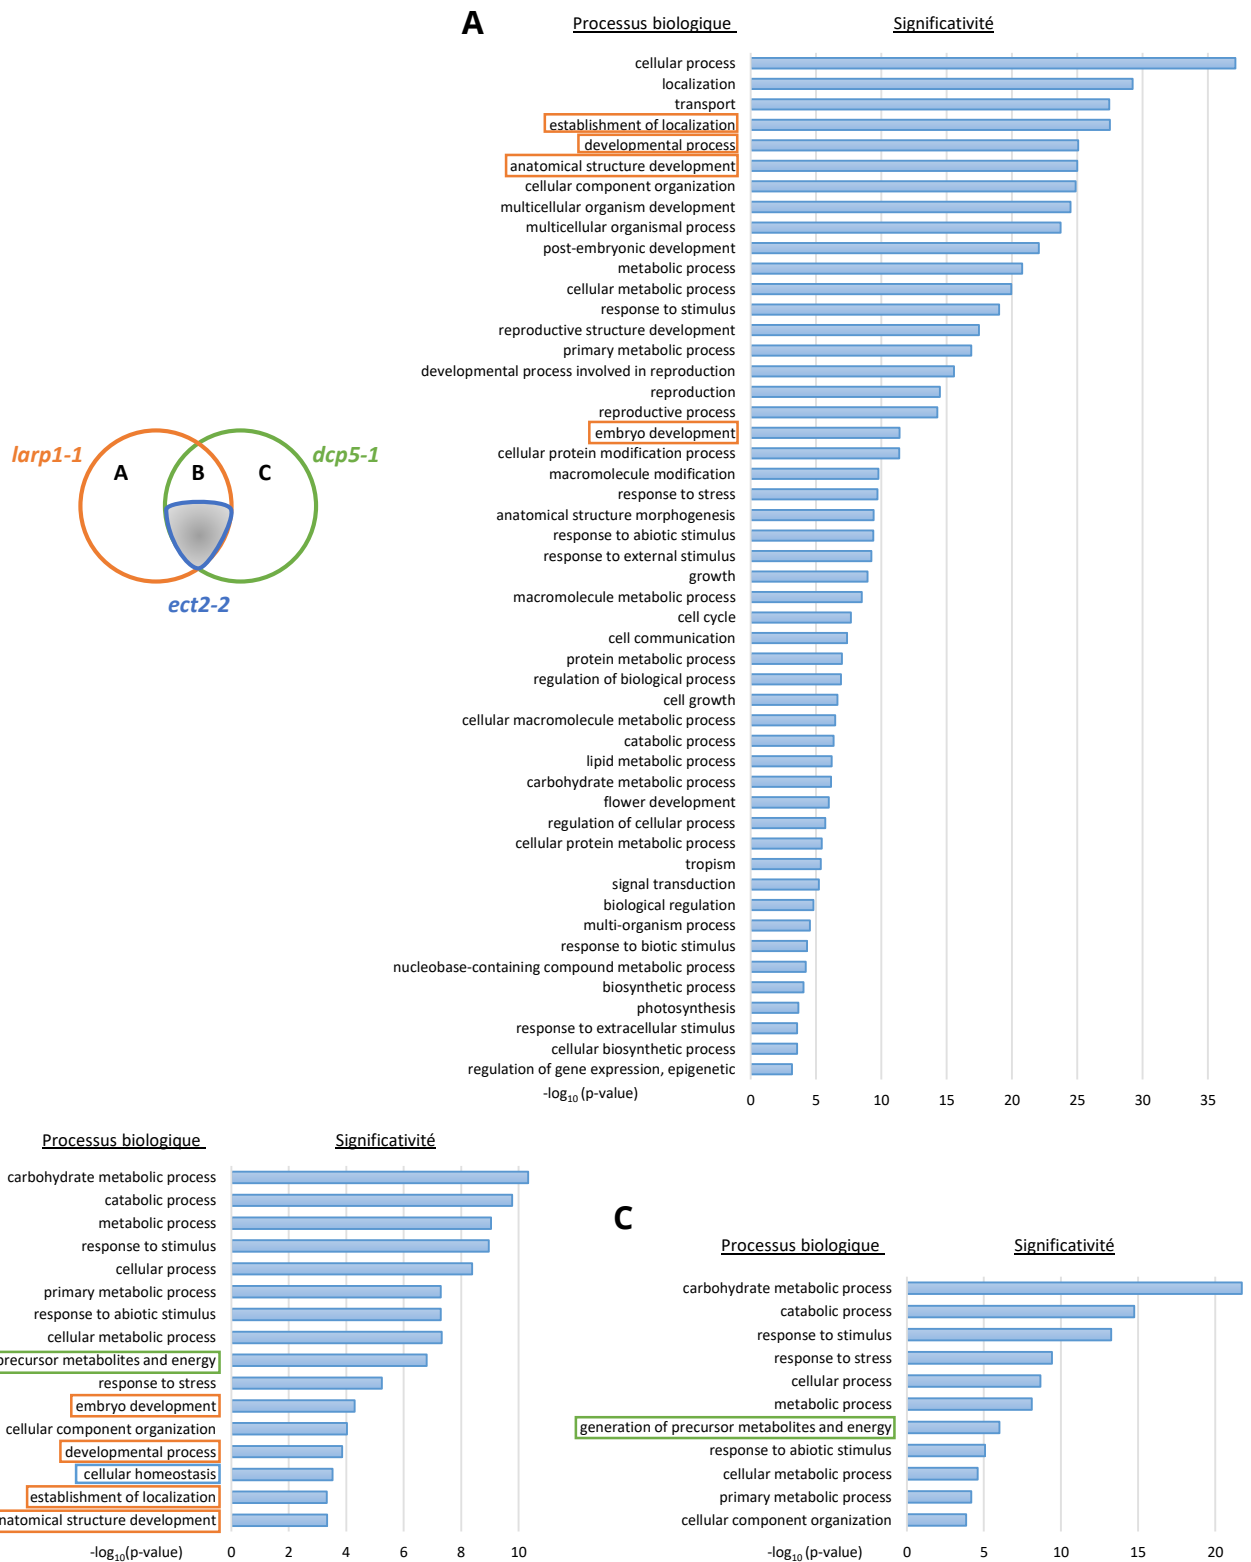 A
Processus biologique
Significativité
cellular process
localization
transport
establishment of localization
developmental process
anatomical structure development
cellular component organization
multicellular organism development
multicellular organismal process
post-embryonic development
metabolic process
cellular metabolic process
response to stimulus
reproductive structure development
primary metabolic process
developmental process involved in reproduction
reproduction
reproductive process
embryo development
cellular protein modification process
macromolecule modification
response to stress
anatomical structure morphogenesis
response to abiotic stimulus
response to external stimulus
growth
macromolecule metabolic process
cell cycle
cell communication
protein metabolic process
regulation of biological process
cell growth
cellular macromolecule metabolic process
catabolic process
lipid metabolic process
carbohydrate metabolic process
flower development
regulation of cellular process
cellular protein metabolic process
tropism
signal transduction
biological regulation
multi-organism process
response to biotic stimulus
nucleobase-containing compound metabolic process
biosynthetic process
photosynthesis
response to extracellular stimulus
cellular biosynthetic process
regulation of gene expression, epigenetic
-log10 (p-value) 0 5 10 15 20 25 30 35
larp1-1
A B C
dcp5-1
ect2-2
Processus biologique
Significativité
carbohydrate metabolic process
catabolic process
metabolic process
response to stimulus
cellular process
primary metabolic process
response to abiotic stimulus
cellular metabolic process
precursor metabolites and energy
response to stress
embryo development
cellular component organization
developmental process
cellular homeostasis
establishment of localization
natomical structure development
-log10(p-value) 0 2 4 6 8 10
C
Processus biologique
Significativité
carbohydrate metabolic process
catabolic process
response to stimulus
response to stress
cellular process
metabolic process
generation of precursor metabolites and energy
response to abiotic stimulus
cellular metabolic process
primary metabolic process
cellular component organization
-log10 (p-value) 0 5 10 15 20